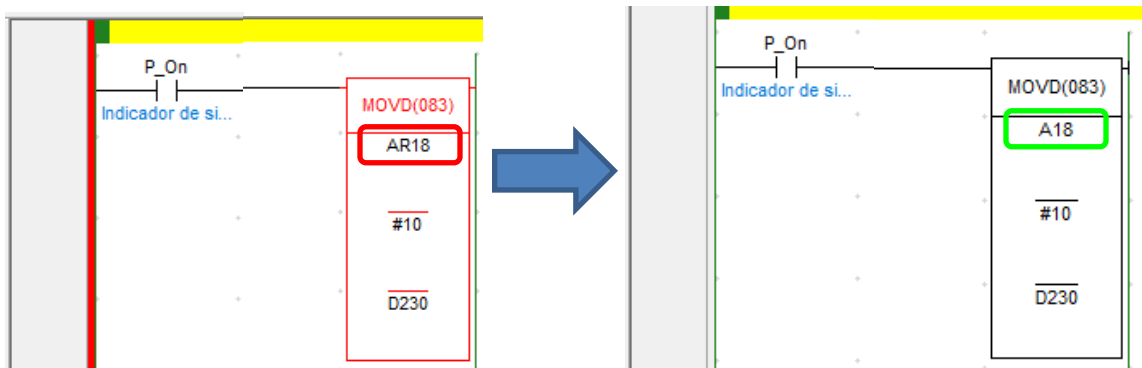 P_On
Indicador de si...
MOVD(083)
AR18
#10
D230
P_On
Indicador de si...
MOVD(083)
A18
#10
D230